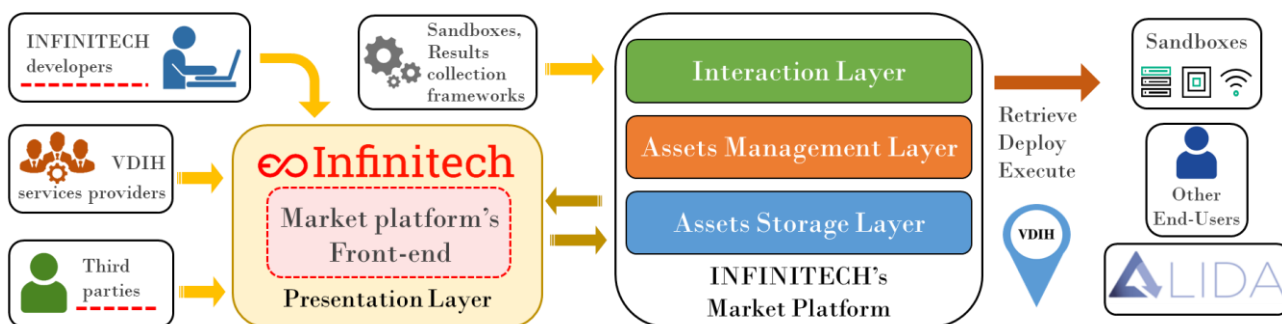 INFINITECH
developers
VDIH
services providers
Third
parties
Infinitech
Market platform's
Front-end
Presentation Layer
Sandboxes,
Results
collection
frameworks
Interaction Layer
Assets Management Layer
Assets Storage Layer
INFINITECH's
Market Platform
Retrieve
Deploy
Execute
VDIH
Sandboxes
Other
End-Users
ALIDA